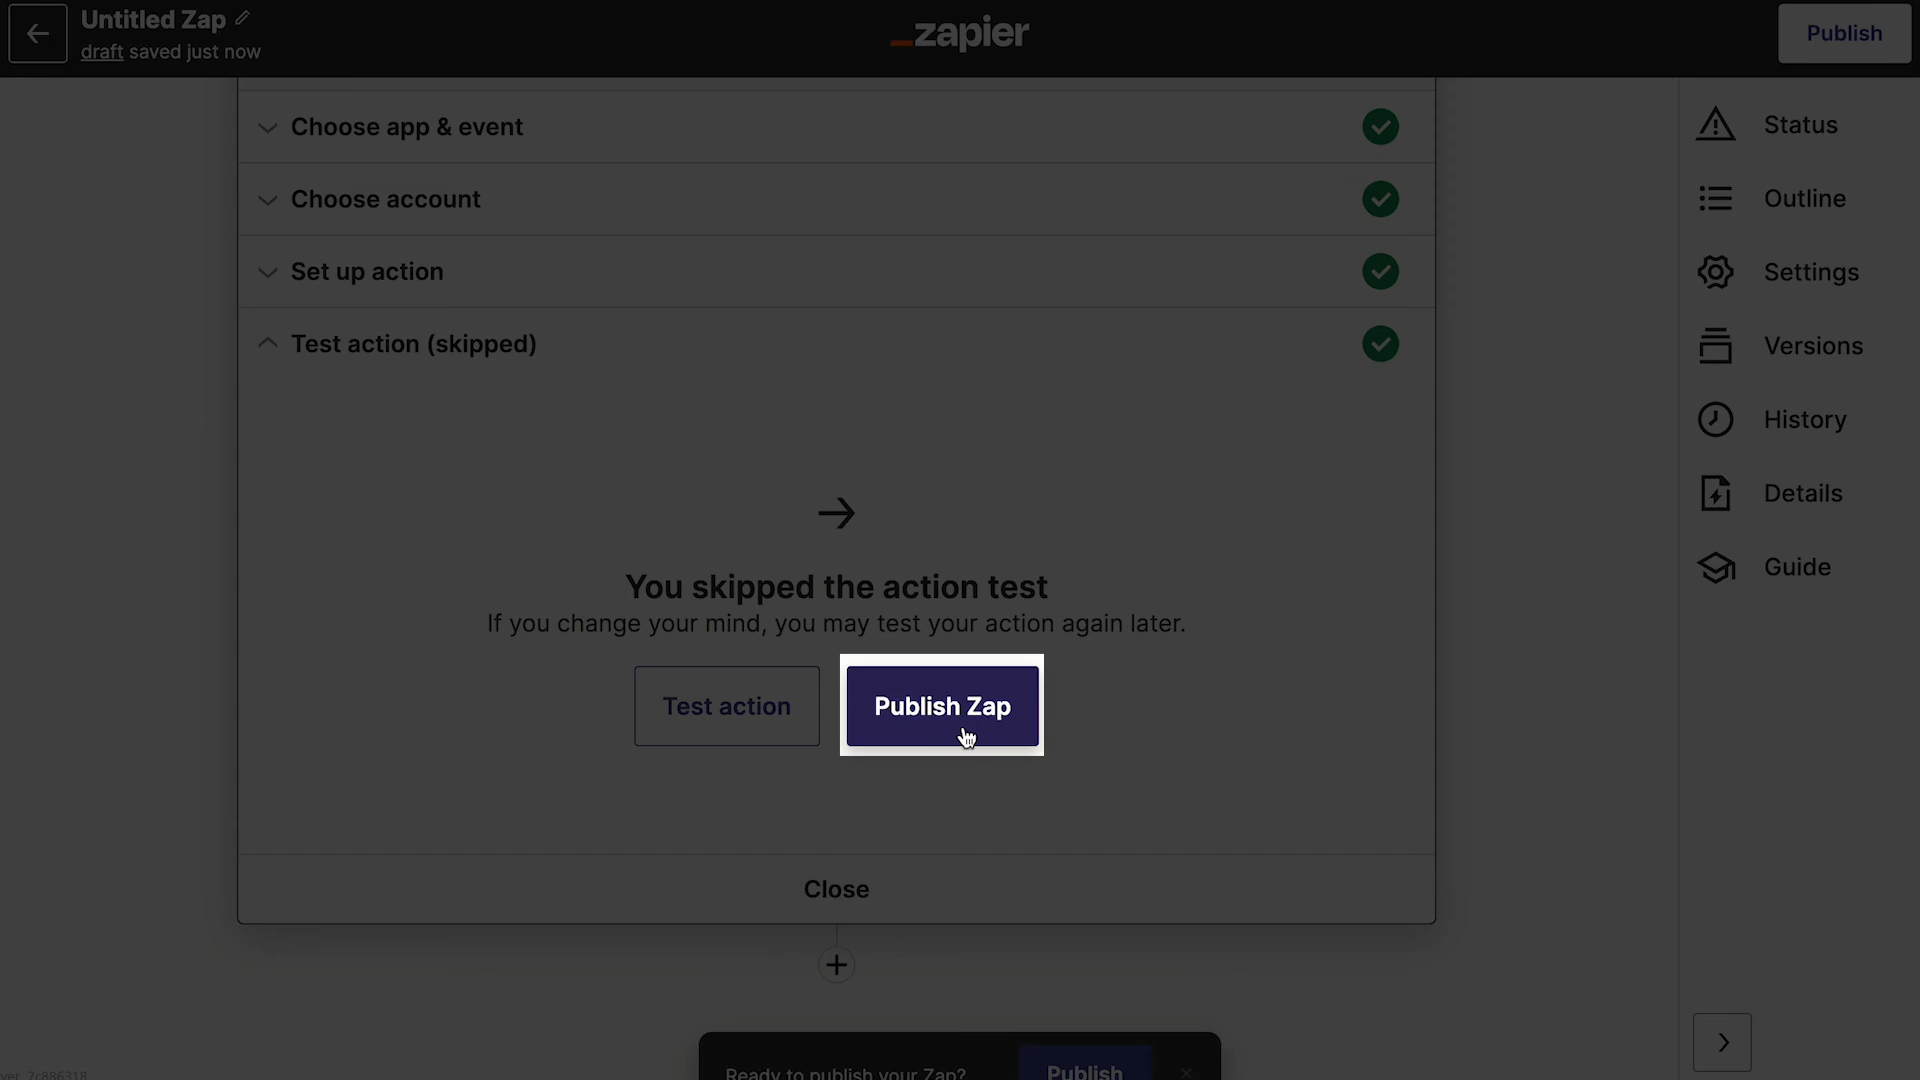 Untitled Zap
draft saved just now
zapier
Publish
Choose app & event
Choose account
Set up action
Test action (skipped)
You skipped the action test
If you change your mind, you may test your action again later.
Test action
Publish Zap
Close
Status
Outline
Settings
Versions
History
Details
Guide
Ready to publish your Zap?
Publish
ver. 7c886318